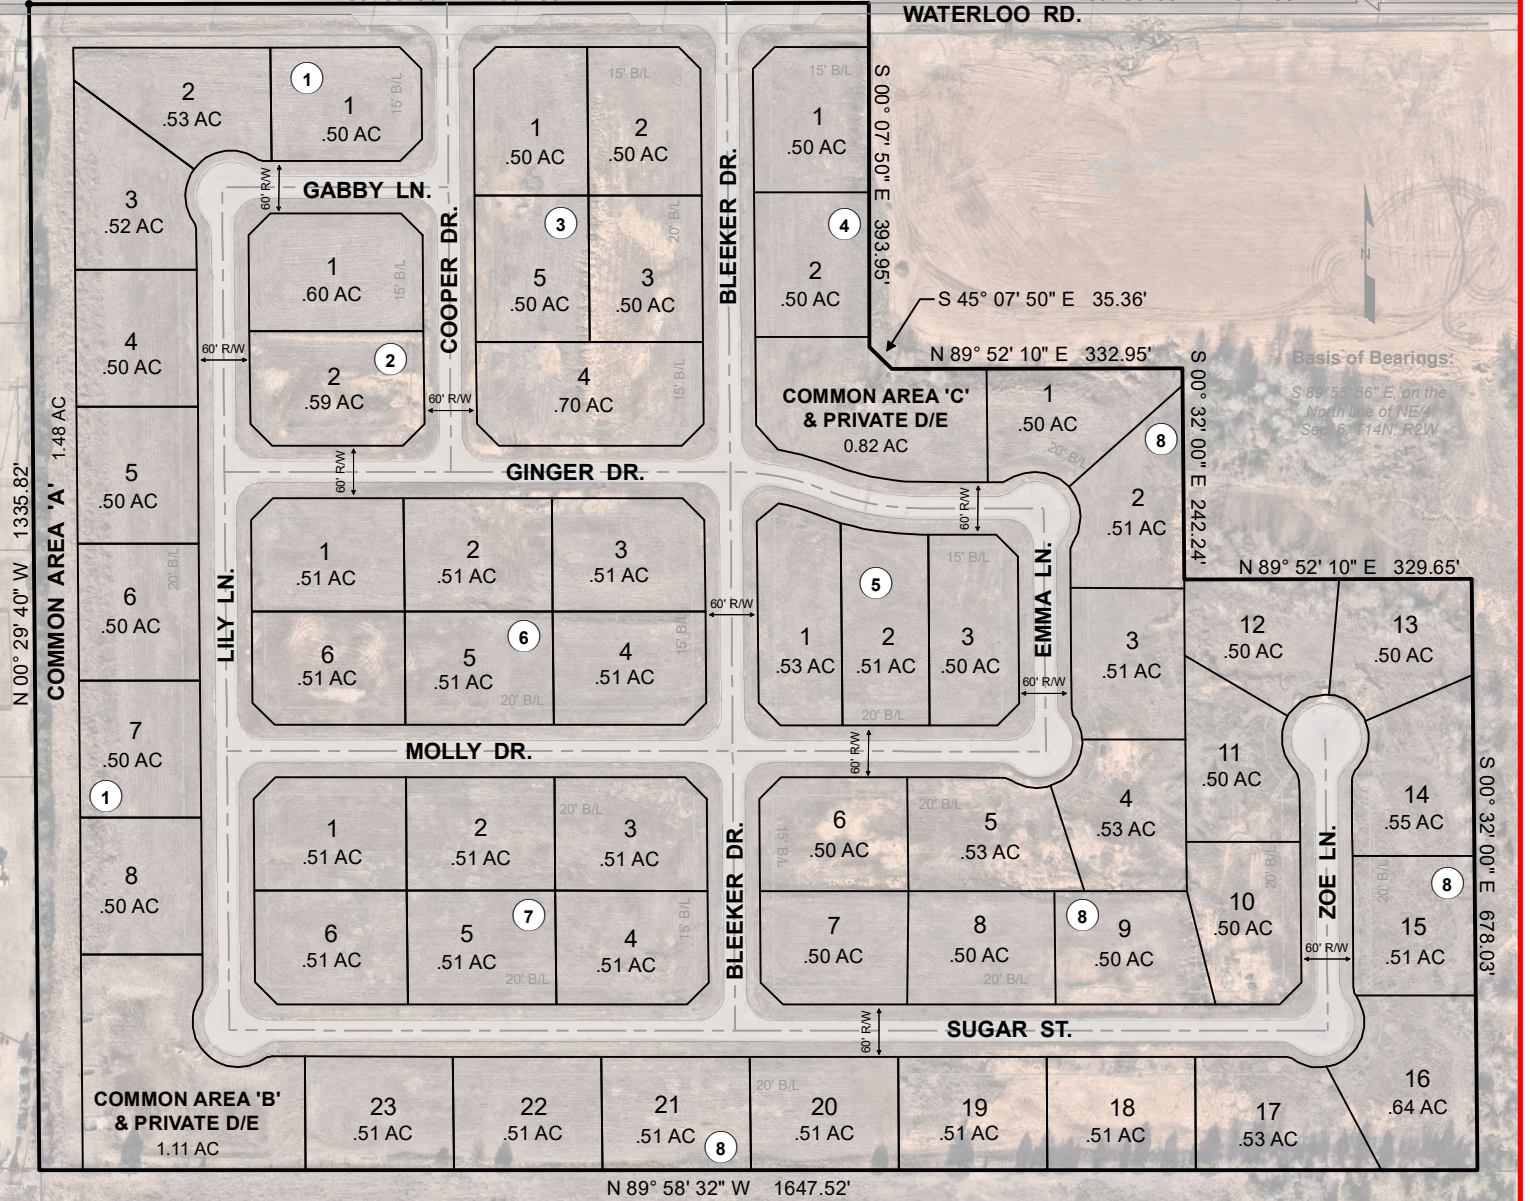 WATERLOO RD.
2
.53 AC
1
1
.50 AC
15' B/L
3
.52 AC
60' R/W
GABBY LN.
4
.50 AC
5
.50 AC
6
.50 AC
20' B/L
7
.50 AC
1
8
.50 AC
N 00° 29' 40" W 1335.82'
COMMON AREA 'A' 1.48 AC
1
.60 AC
15' B/L
60' R/W
2
2
.59 AC
COOPER DR.
60' R/W
60' R/W
1
.50 AC
15' B/L
2
.50 AC
3
5
.50 AC
20' B/L
3
.50 AC
4
.70 AC
15' B/L
BLEEKER DR.
15' B/L
1
.50 AC
4
2
.50 AC
S 00° 07' 50" E 393.95'
S 45° 07' 50" E 35.36'
N 89° 52' 10" E 332.95'
N
Basis of Bearings:
S 89°55'56" E, on the
North line of NE/4
Sec. 6, T14N, R2W
COMMON AREA 'C'
& PRIVATE D/E
0.82 AC
1
.50 AC
20' B/L
8
S 00° 32' 00" E 242.24'
2
.51 AC
GINGER DR.
60' R/W
LILY LN.
1
.51 AC
2
.51 AC
3
.51 AC
6
.51 AC
5
.51 AC
6
20' B/L
4
.51 AC
15' B/L
60' R/W
15' B/L
5
1
.53 AC
2
.51 AC
3
.50 AC
20' B/L
EMMA LN.
60' R/W
3
.51 AC
N 89° 52' 10" E 329.65'
12
.50 AC
13
.50 AC
MOLLY DR.
60' R/W
11
.50 AC
14
.55 AC
S 00° 32' 00" E 678.03'
1
.51 AC
2
.51 AC
20' B/L
3
.51 AC
6
.51 AC
5
.51 AC
7
20' B/L
4
.51 AC
15' B/L
BLEEKER DR.
15' B/L
6
.50 AC
20' B/L
5
.53 AC
4
.53 AC
7
.50 AC
8
.50 AC
20' B/L
8
9
.50 AC
20' B/L
10
.50 AC
ZOE LN.
60' R/W
20' B/L
8
15
.51 AC
60' R/W
SUGAR ST.
16
.64 AC
COMMON AREA 'B'
& PRIVATE D/E
1.11 AC
23
.51 AC
22
.51 AC
21
.51 AC
8
20' B/L
20
.51 AC
19
.51 AC
18
.51 AC
17
.53 AC
N 89° 58' 32" W 1647.52'